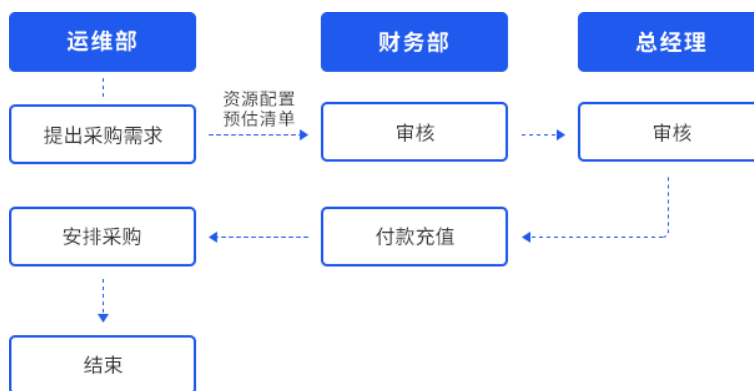 运维部
财务部
总经理
提出采购需求
资源配置
预估清单
审核
审核
安排采购
付款充值
结束